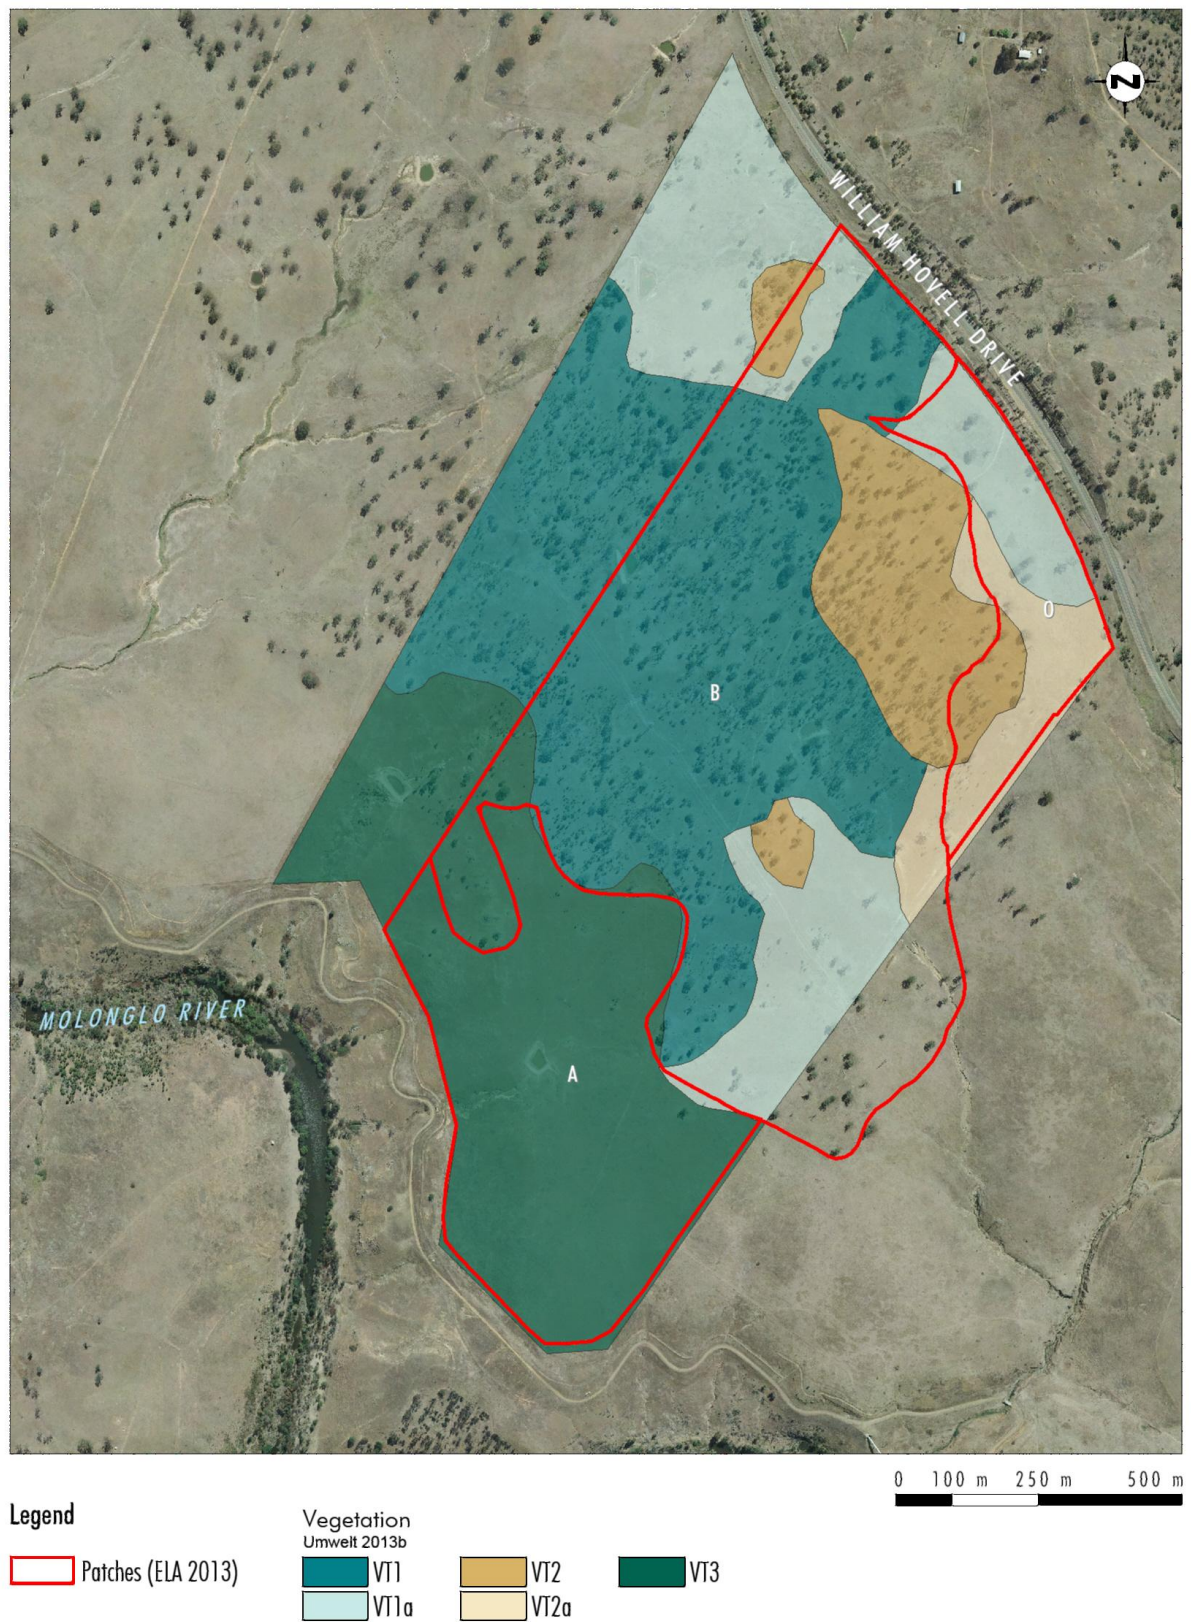 N
WILLIAM HOVELL DRIVE
O
B
MOLONGLO RIVER
A
0 100 m 250 m 500 m
Legend
Patches (ELA 2013)
Vegetation
Umwelt 2013b
VT1 VT2 VT3
VT1a VT2a